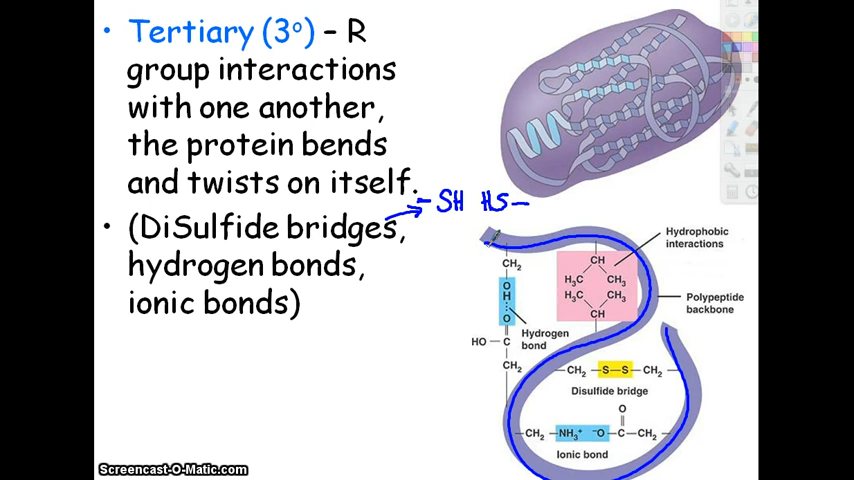 • Tertiary (3º) – R
group interactions
with one another,
the protein bends
and twists on itself.
-SH HS-
• (DiSulfide bridges,
hydrogen bonds,
ionic bonds)
Hydrophobic
interactions
CH₂
CH
H₃C CH₃
H₃C CH₃
CH
OH
O
Polypeptide
backbone
Hydrogen
bond
HO – C
CH₂
– CH₂ – S – S – CH₂ –
Disulfide bridge
O
– CH₂ – NH₃⁺ ⁻O – C – CH₂ –
Ionic bond
Screencast-O-Matic.com